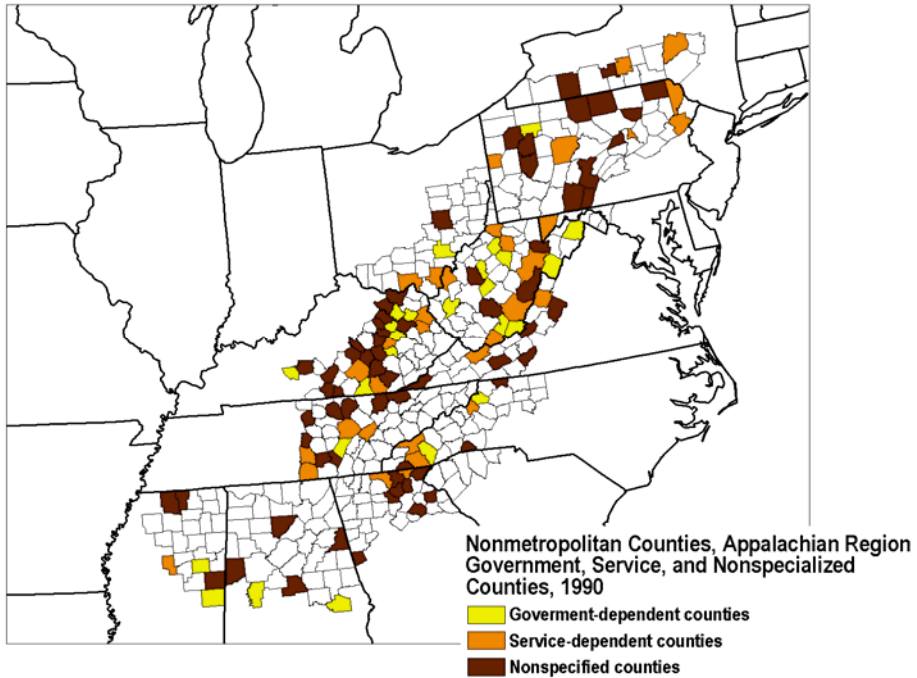 Nonmetropolitan Counties, Appalachian Region
Government, Service, and Nonspecialized
Counties, 1990
Goverment-dependent counties
Service-dependent counties
Nonspecified counties